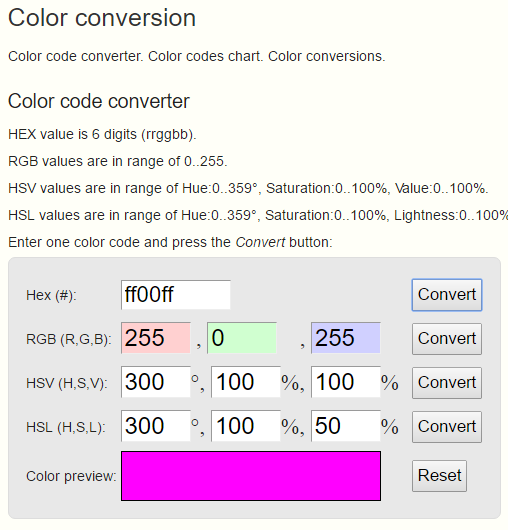 Color conversion
Color code converter. Color codes chart. Color conversions.
Color code converter
HEX value is 6 digits (rrggbb).
RGB values are in range of 0..255.
HSV values are in range of Hue:0..359°, Saturation:0..100%, Value:0..100%.
HSL values are in range of Hue:0..359°, Saturation:0..100%, Lightness:0..100%
Enter one color code and press the Convert button:
Hex (#): ff00ff Convert
RGB (R,G,B): 255 , 0 , 255 Convert
HSV (H,S,V): 300 °, 100 %, 100 % Convert
HSL (H,S,L): 300 °, 100 %, 50 % Convert
Color preview: Reset